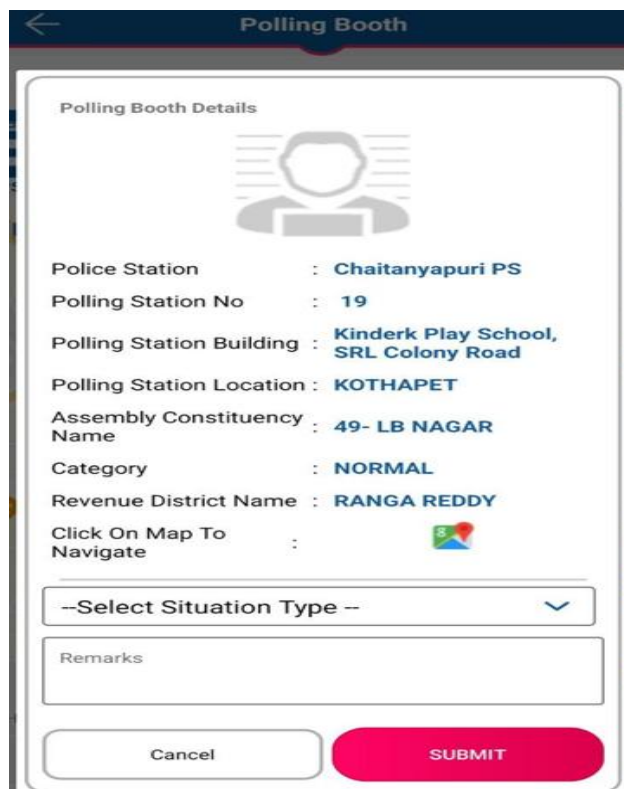 Polling Booth
Polling Booth Details
Police Station : Chaitanyapuri PS
Polling Station No : 19
Polling Station Building : Kinderk Play School,
SRL Colony Road
Polling Station Location : KOTHAPET
Assembly Constituency
Name : 49- LB NAGAR
Category : NORMAL
Revenue District Name : RANGA REDDY
Click On Map To
Navigate :
--Select Situation Type --
Remarks
Cancel
SUBMIT